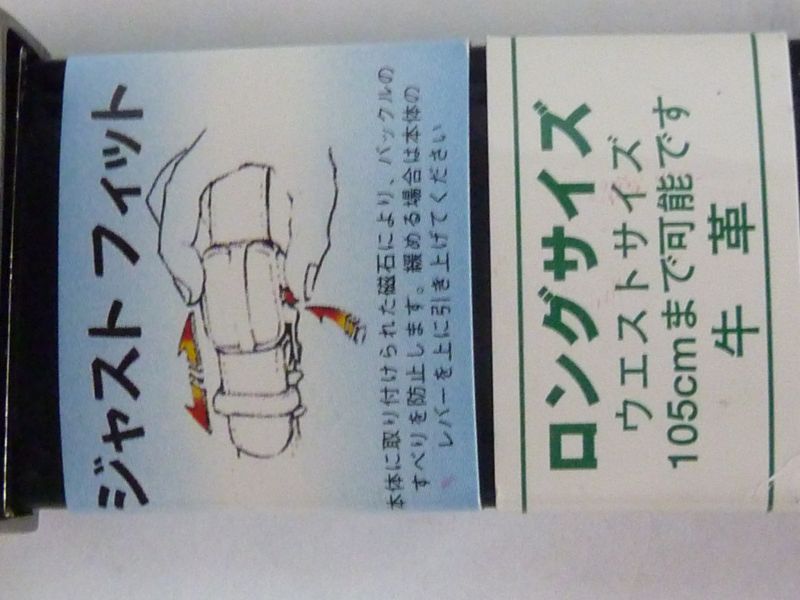 ジャスト フィット
本体に取り付けられた磁石により、バックルの
すべりを防止します。緩める場合は本体の
レバーを上に引き上げてください
ロングサイズ
ウエストサイズ
105cmまで可能です
牛 革